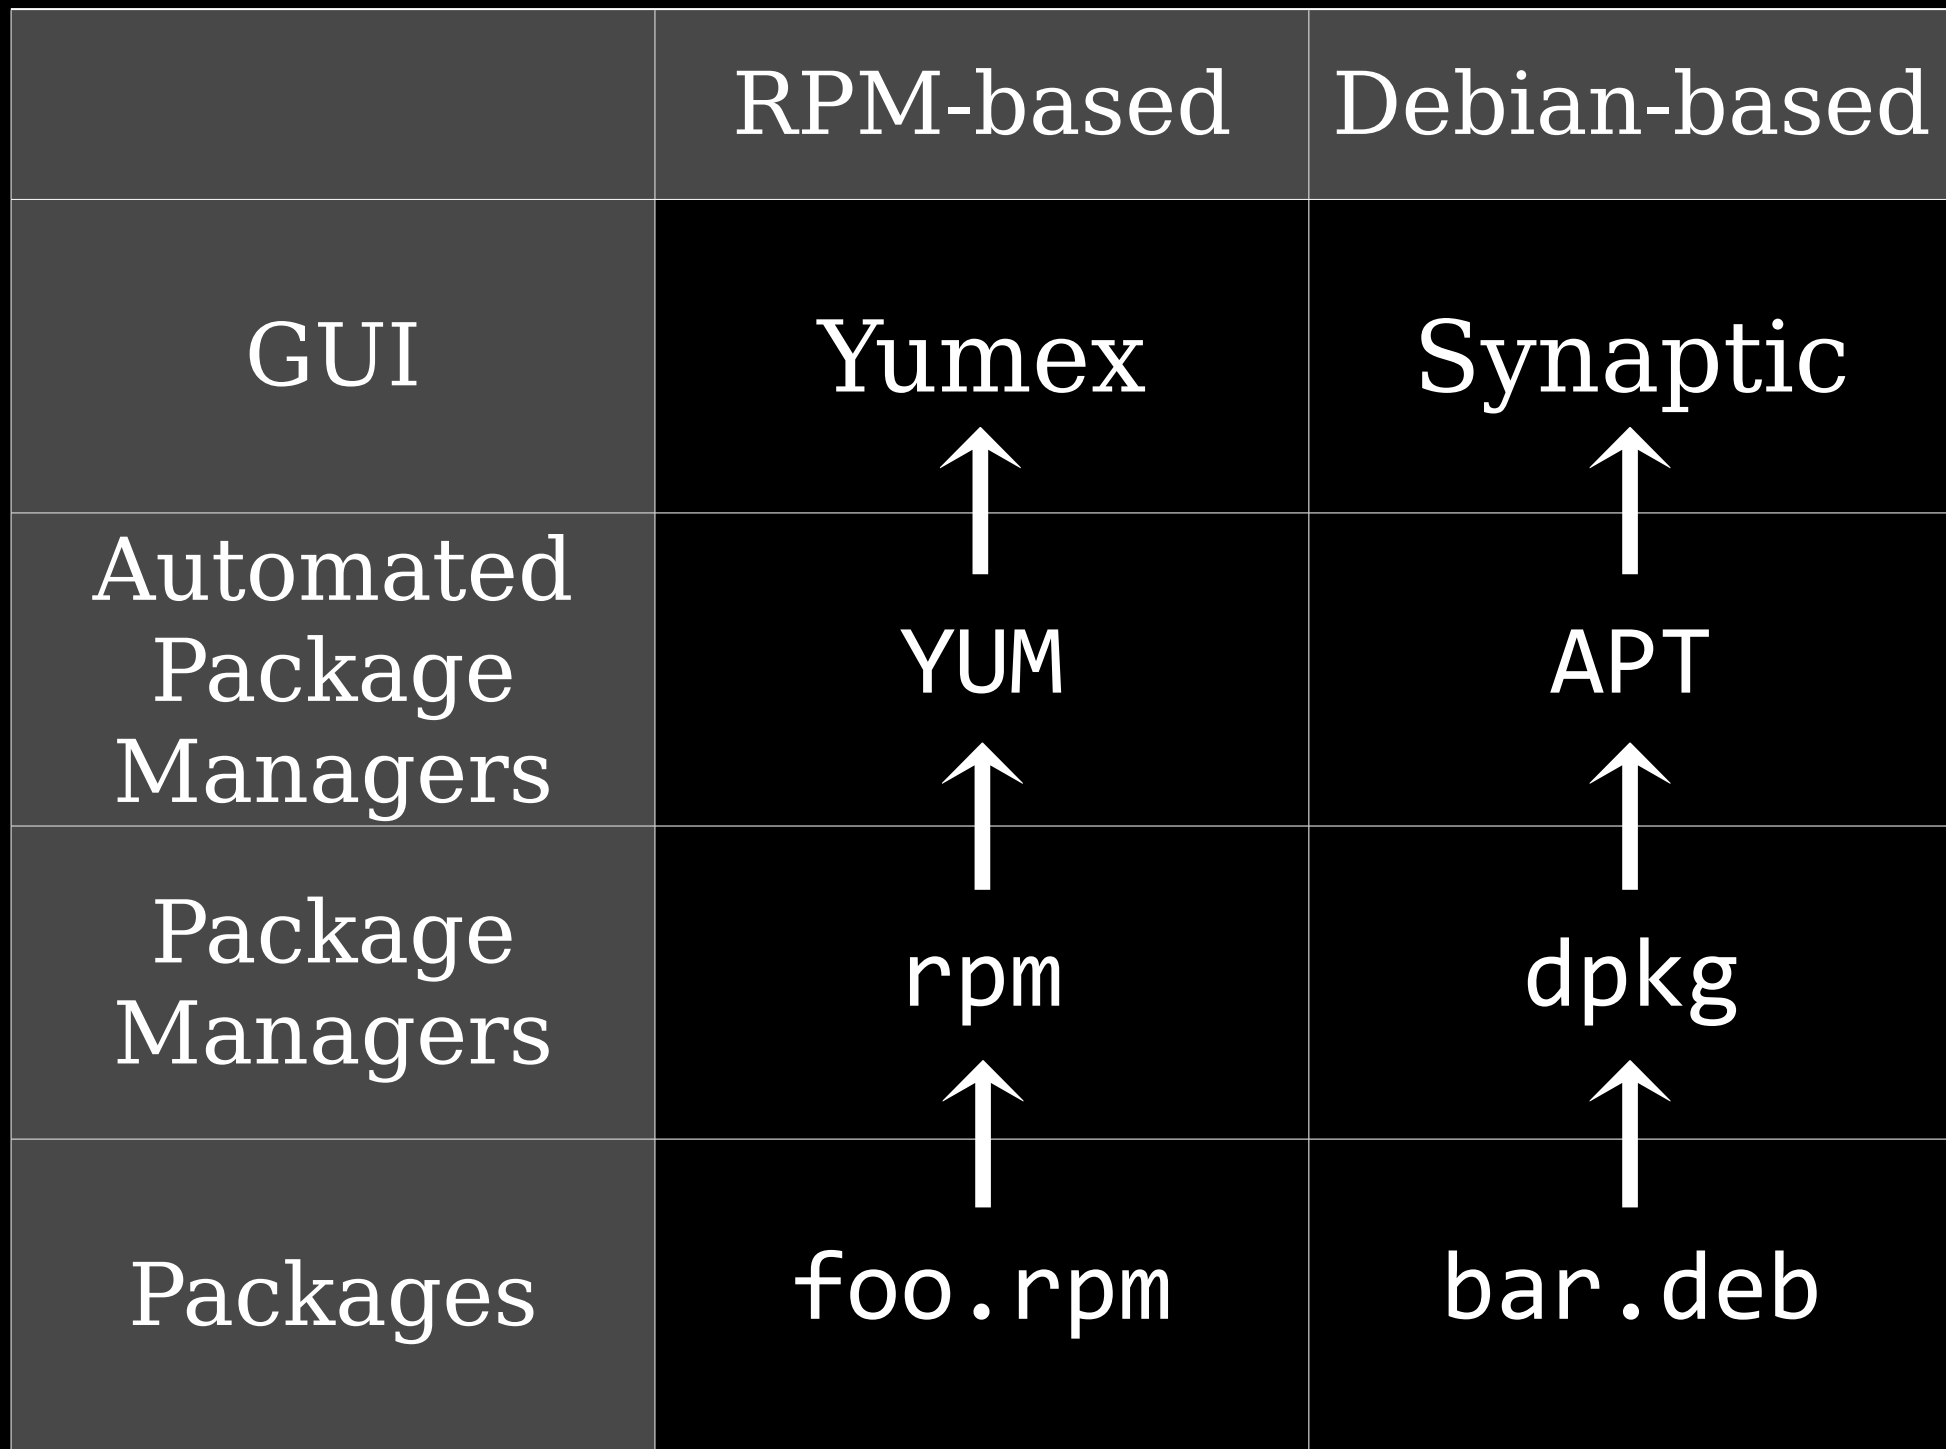 RPM-based Debian-based
GUI Yumex Synaptic
Automated
Package
Managers
YUM APT
Package
Managers
rpm dpkg
Packages foo.rpm bar.deb